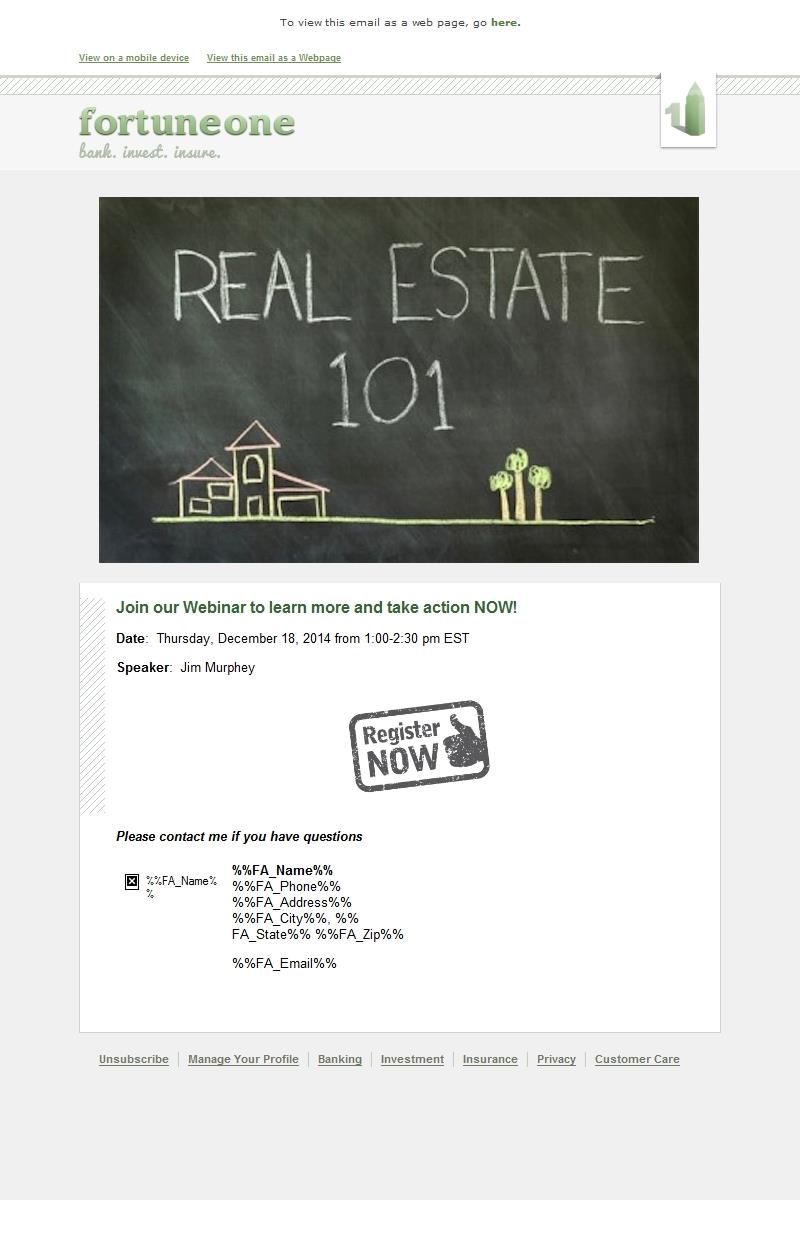 To view this email as a web page, go here.
View on a mobile device View this email as a Webpage
fortuneone
bank. invest. insure.
1
REAL ESTATE
101
Join our Webinar to learn more and take action NOW!
Date: Thursday, December 18, 2014 from 1:00-2:30 pm EST
Speaker: Jim Murphey
Register
NOW
Please contact me if you have questions
%%FA_Name%
%
%%FA_Name%%
%%FA_Phone%%
%%FA_Address%%
%%FA_City%%, %%
FA_State%% %%FA_Zip%%
%%FA_Email%%
Unsubscribe Manage Your Profile Banking Investment Insurance Privacy Customer Care